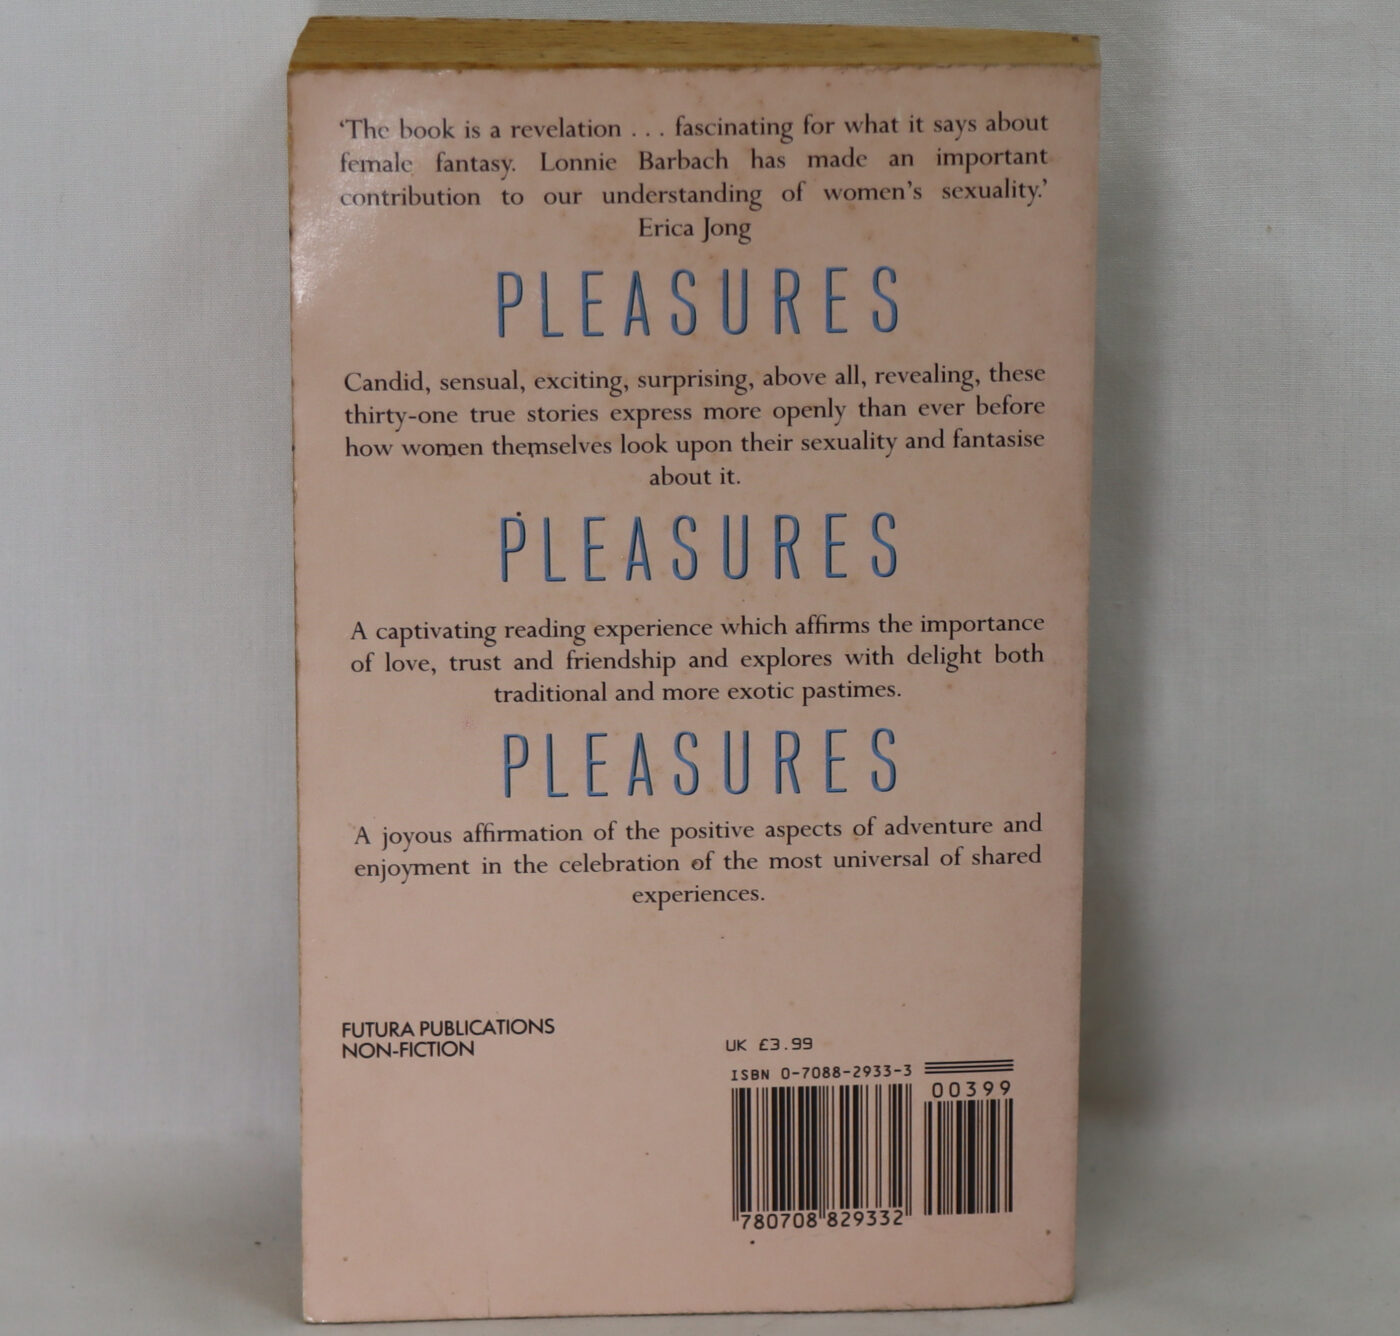 ‘The book is a revelation . . . fascinating for what it says about
female fantasy. Lonnie Barbach has made an important
contribution to our understanding of women’s sexuality.’
Erica Jong
PLEASURES
Candid, sensual, exciting, surprising, above all, revealing, these
thirty-one true stories express more openly than ever before
how women themselves look upon their sexuality and fantasise
about it.
PLEASURES
A captivating reading experience which affirms the importance
of love, trust and friendship and explores with delight both
traditional and more exotic pastimes.
PLEASURES
A joyous affirmation of the positive aspects of adventure and
enjoyment in the celebration of the most universal of shared
experiences.
FUTURA PUBLICATIONS
NON-FICTION
UK £3.99
ISBN 0-7088-2933-3
00399
780708 829332